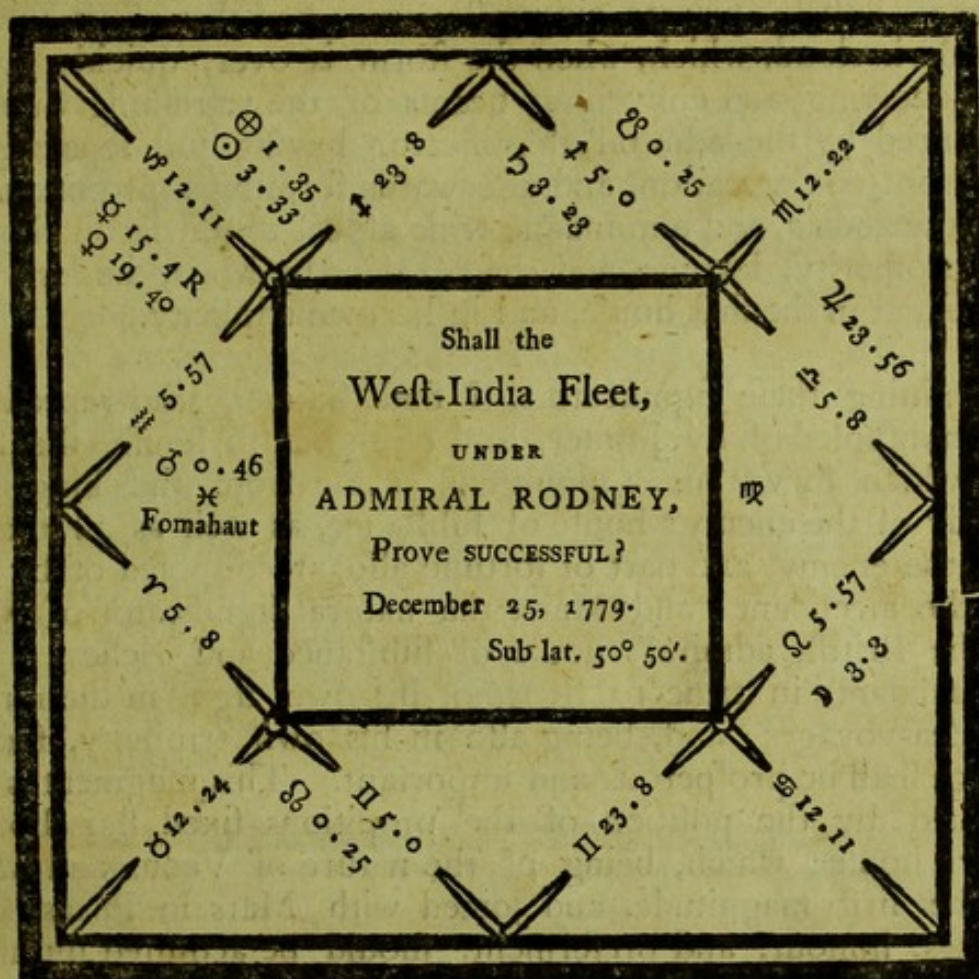 ⊗ 1.35
☉ 3.33
♐ 23.8
☋ 0.25
♐ 5.0
♄ 3.23
♏ 12.22
♑ 12.11
☿ 15.4 R
♀ 19.40
♃ 23.56
♎ 5.8
♒ 5.57
♂ 0.46
♓
Fomahaut
Shall the
Weſt-India Fleet,
UNDER
ADMIRAL RODNEY,
Prove SUCCESSFUL?
December 25, 1779.
Sub lat. 50° 50′.
♍
♈ 5.8
♌ 5.57
☽ 3.3
♉ 12.24
☊ 0.25
♊ 5.0
♊ 23.8
♋ 12.11